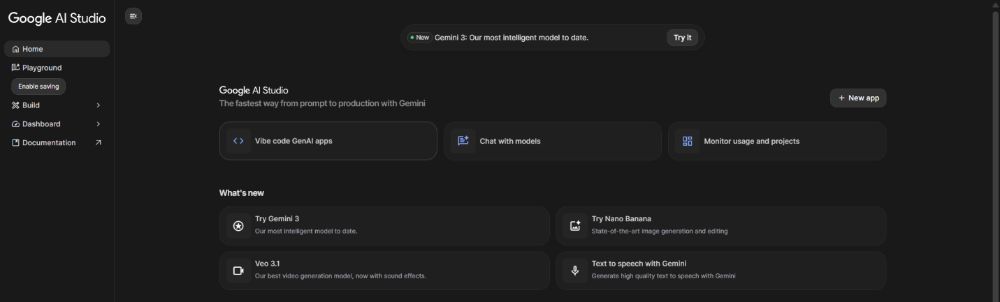 Google AI Studio
Home
Playground
Enable saving
Build
Dashboard
Documentation
New Gemini 3: Our most intelligent model to date. Try it
Google AI Studio
The fastest way from prompt to production with Gemini
+ New app
Vibe code GenAI apps
Chat with models
Monitor usage and projects
What's new
Try Gemini 3
Our most intelligent model to date.
Try Nano Banana
State-of-the-art image generation and editing
Veo 3.1
Our best video generation model, now with sound effects.
Text to speech with Gemini
Generate high quality text to speech with Gemini